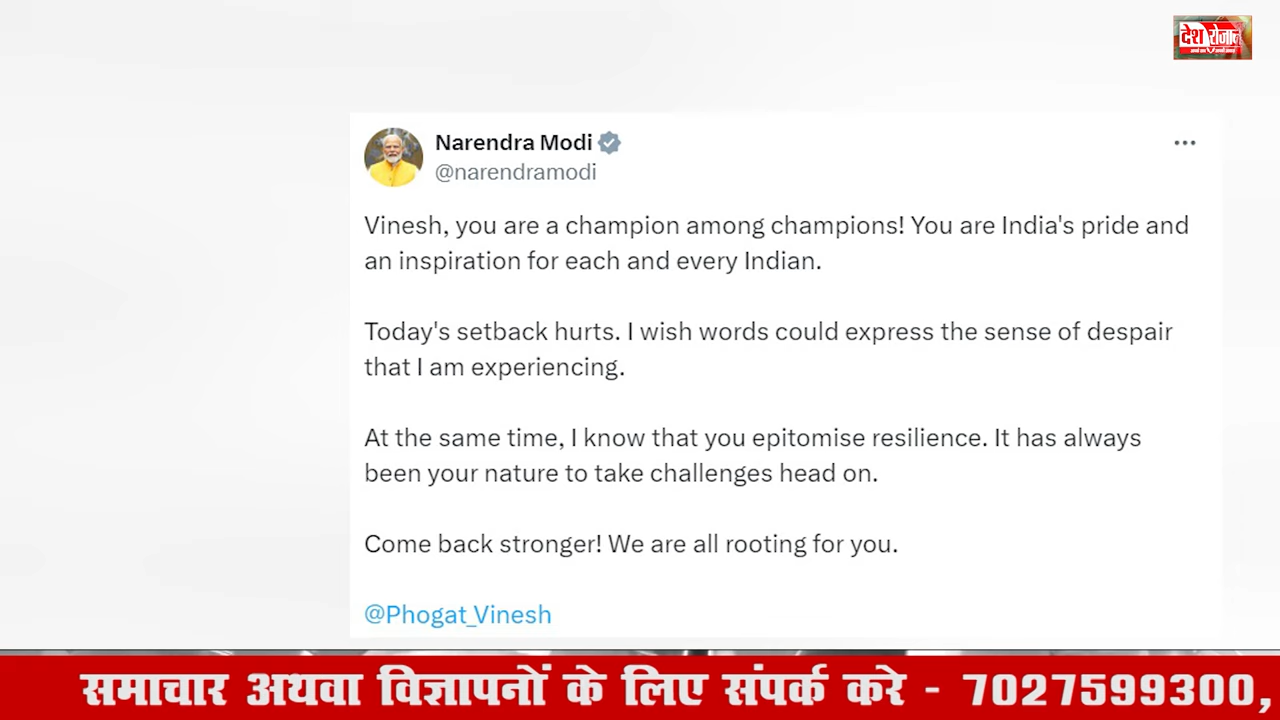 देश रोजाना
Narendra Modi
@narendramodi
Vinesh, you are a champion among champions! You are India's pride and
an inspiration for each and every Indian.
Today's setback hurts. I wish words could express the sense of despair
that I am experiencing.
At the same time, I know that you epitomise resilience. It has always
been your nature to take challenges head on.
Come back stronger! We are all rooting for you.
@Phogat_Vinesh
समाचार अथवा विज्ञापनों के लिए संपर्क करे - 7027599300,